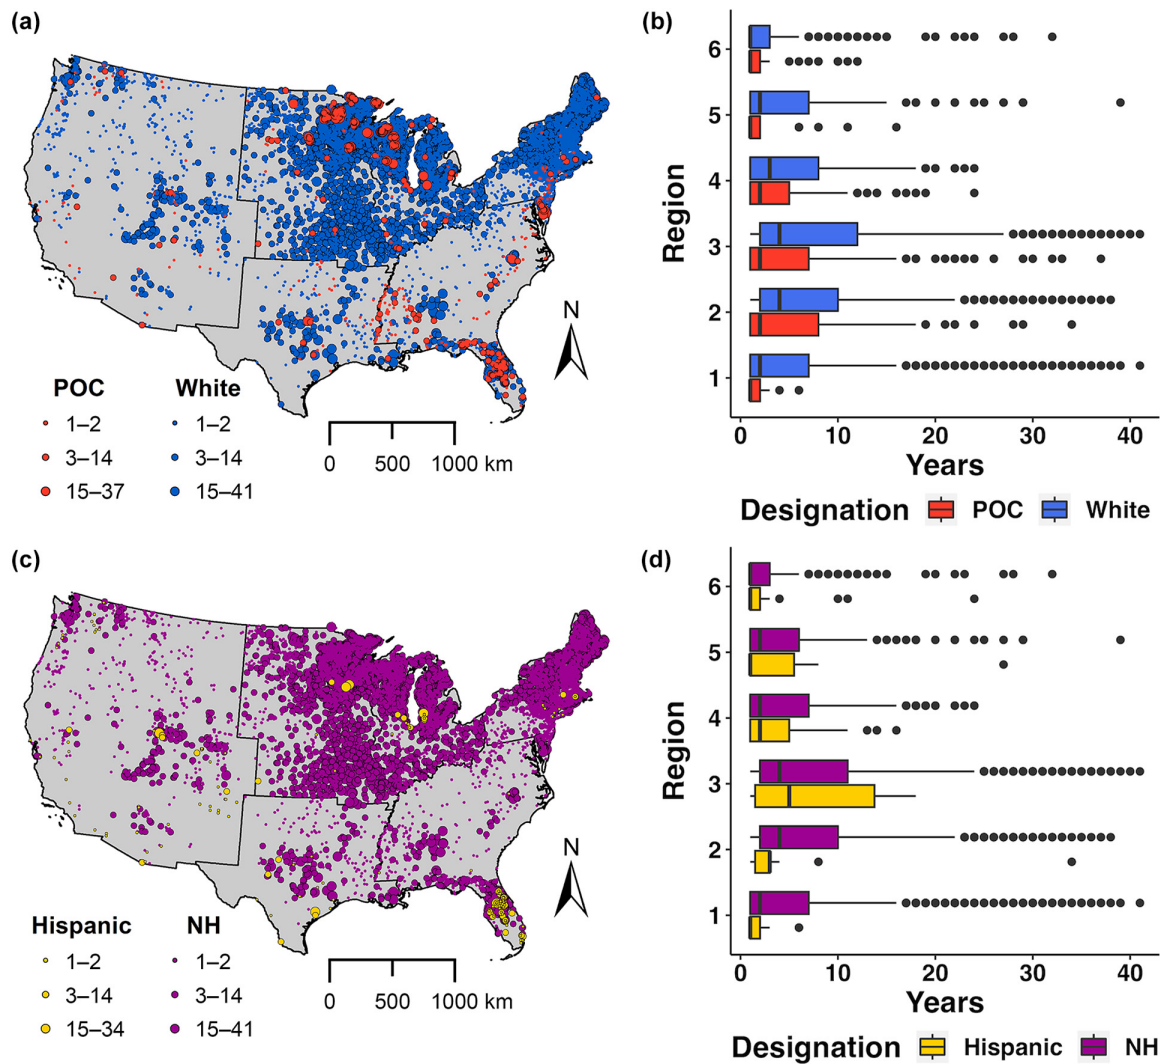 (a)
N
POC White
1–2 1–2
3–14 3–14
15–37 15–41
0 500 1000 km
(b)
Region
6
5
4
3
2
1
0 10 20 30 40
Years
Designation POC White
(c)
N
Hispanic NH
1–2 1–2
3–14 3–14
15–34 15–41
0 500 1000 km
(d)
Region
6
5
4
3
2
1
0 10 20 30 40
Years
Designation Hispanic NH